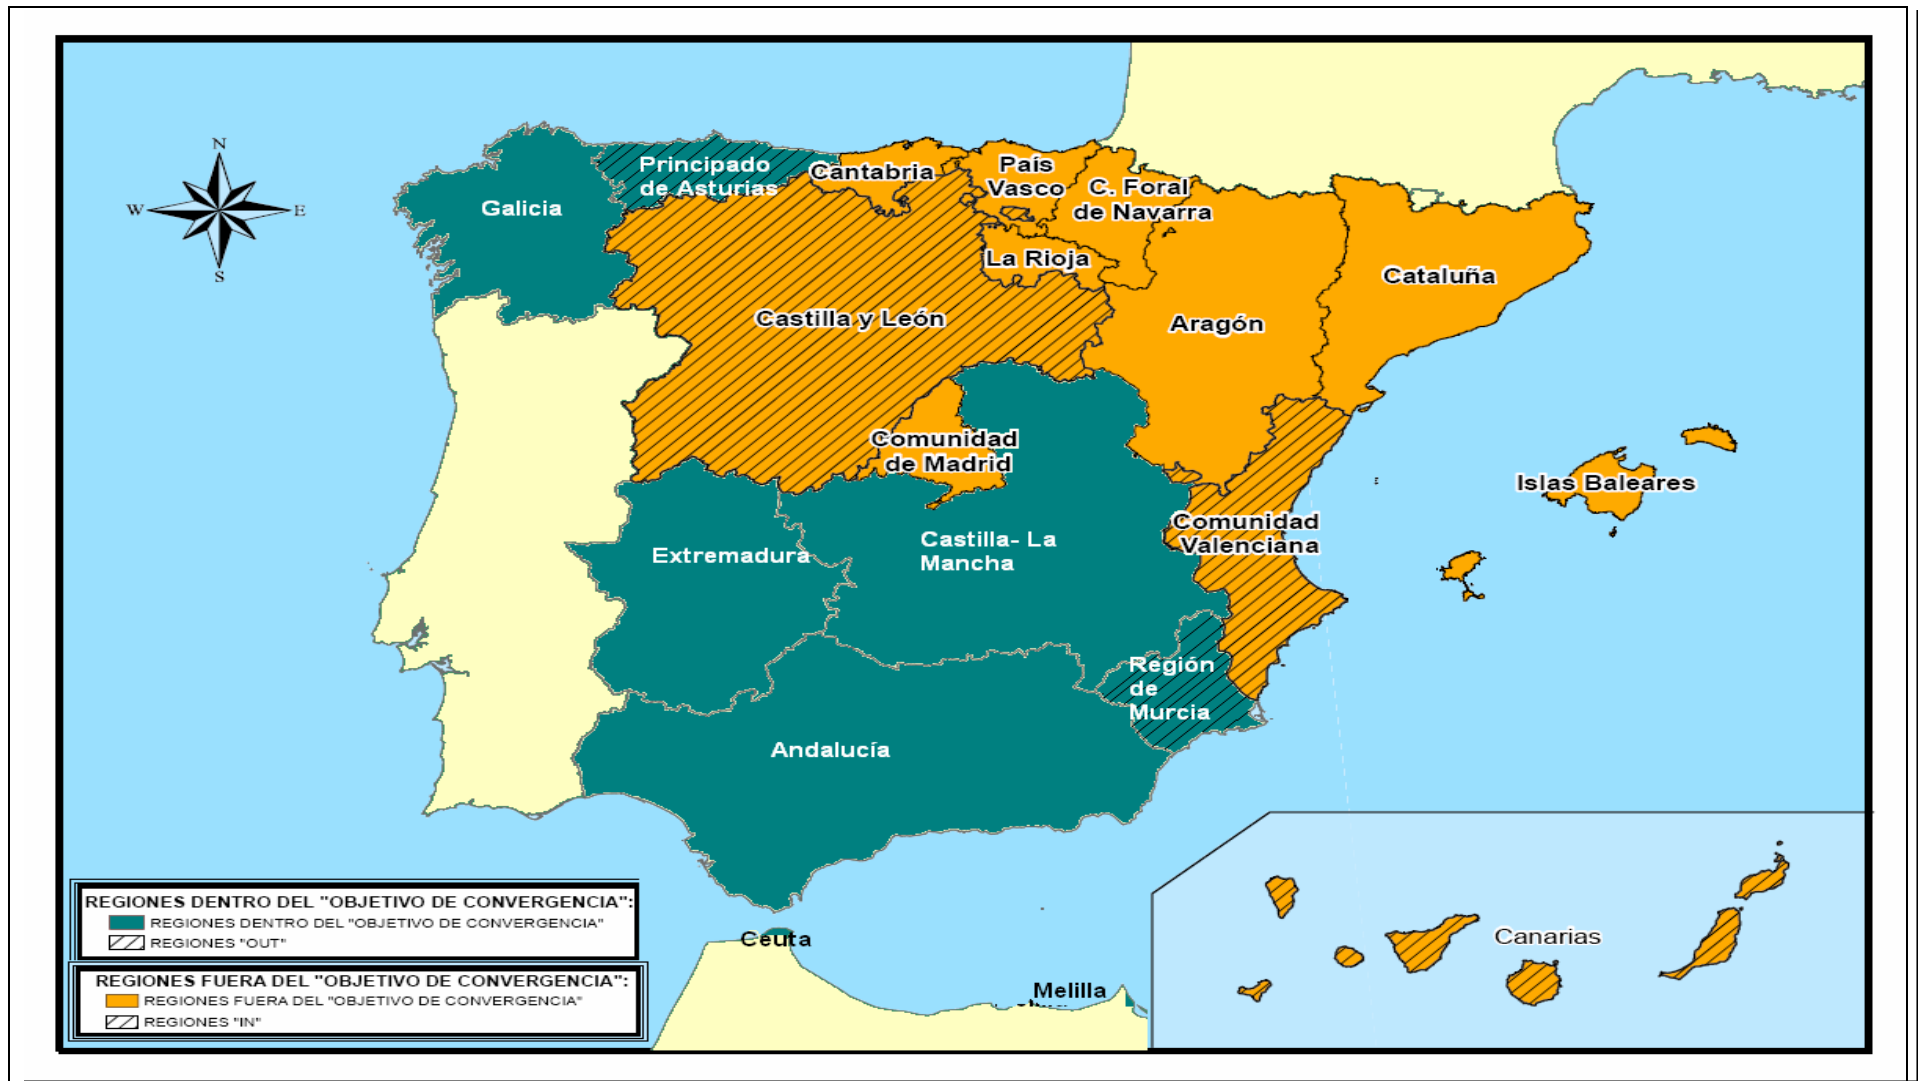 N
W
E
S
Galicia
Principado
de Asturias
Cantabria
País
Vasco
C. Foral
de Navarra
La Rioja
Cataluña
Aragón
Castilla y León
Comunidad
de Madrid
Islas Baleares
Comunidad
Valenciana
Extremadura
Castilla- La
Mancha
Región
de
Murcia
Andalucía
Ceuta
Melilla
Canarias
REGIONES DENTRO DEL "OBJETIVO DE CONVERGENCIA":
REGIONES DENTRO DEL "OBJETIVO DE CONVERGENCIA"
REGIONES "OUT"
REGIONES FUERA DEL "OBJETIVO DE CONVERGENCIA":
REGIONES FUERA DEL "OBJETIVO DE CONVERGENCIA"
REGIONES "IN"